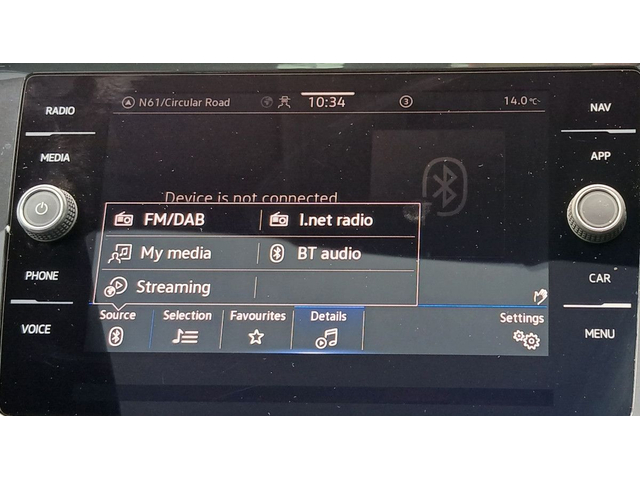 RADIO
MEDIA
PHONE
VOICE
N61/Circular Road
10:34
3
14.0°C
Device is not connected
FM/DAB
I.net radio
My media
BT audio
Streaming
Source
Selection
Favourites
Details
Settings
NAV
APP
CAR
MENU